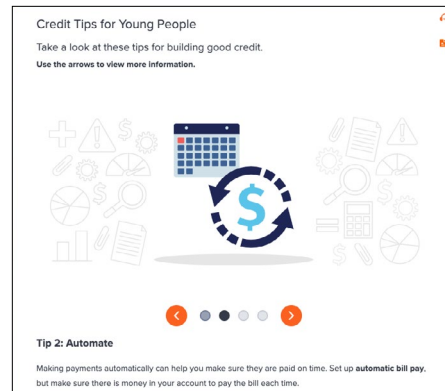 Credit Tips for Young People
Take a look at these tips for building good credit.
Use the arrows to view more information.
$
$
$
$
Tip 2: Automate
Making payments automatically can help you make sure they are paid on time. Set up automatic bill pay,
but make sure there is money in your account to pay the bill each time.